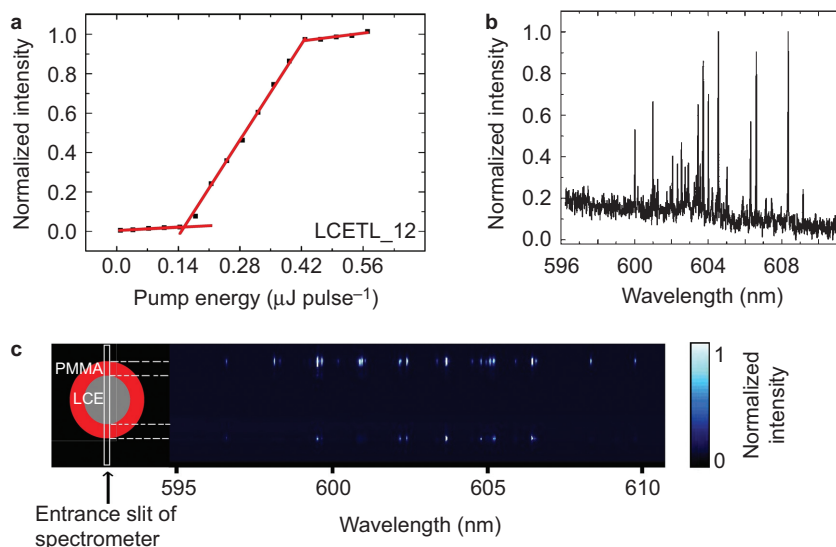 a
Normalized intensity
1.0
0.8
0.6
0.4
0.2
0.0
LCETL_12
0.0 0.14 0.28 0.42 0.56
Pump energy (μJ pulse⁻¹)
b
Normalized intensity
1.0
0.8
0.6
0.4
0.2
0.0
596 600 604 608
Wavelength (nm)
c
PMMA
LCE
1
0
Normalized
intensity
595 600 605 610
Wavelength (nm)
Entrance slit of
spectrometer